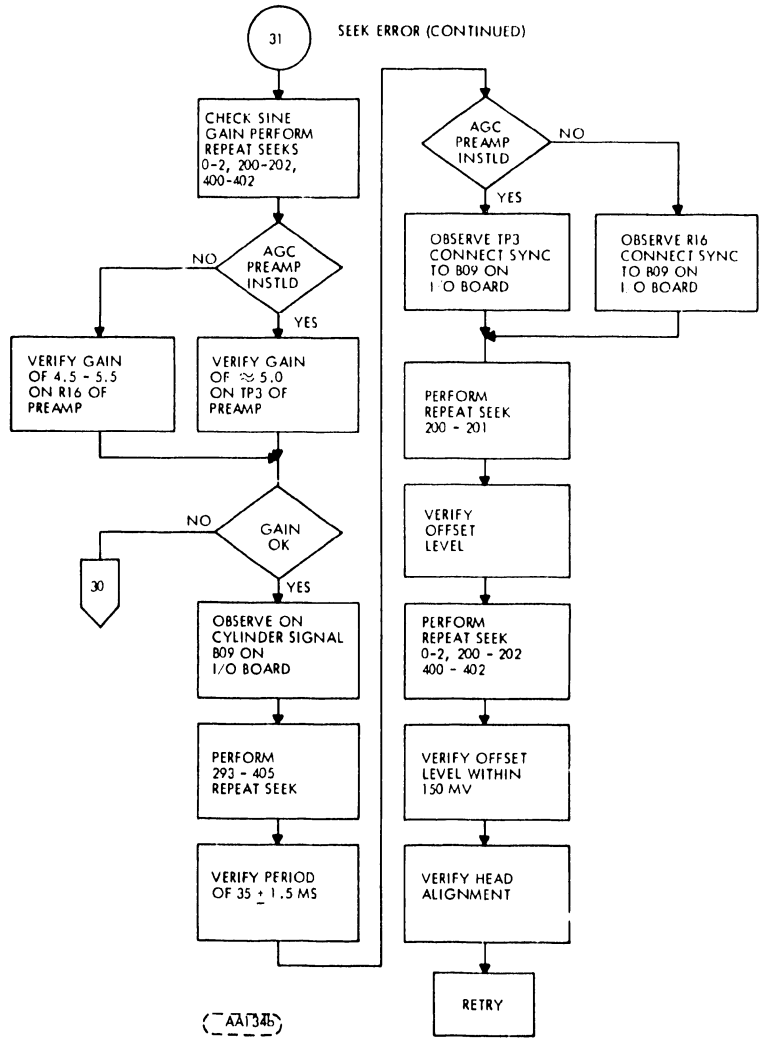 31
SEEK ERROR (CONTINUED)
CHECK SINE
GAIN PERFORM
REPEAT SEEKS
0-2, 200-202,
400-402
AGC
PREAMP
INSTLD
NO
YES
VERIFY GAIN
OF 4.5 - 5.5
ON R16 OF
PREAMP
VERIFY GAIN
OF ≈ 5.0
ON TP3 OF
PREAMP
GAIN
OK
NO
30
YES
OBSERVE ON
CYLINDER SIGNAL
B09 ON
I/O BOARD
PERFORM
293 - 405
REPEAT SEEK
VERIFY PERIOD
OF 35 ± 1.5 MS
AGC
PREAMP
INSTLD
NO
YES
OBSERVE TP3
CONNECT SYNC
TO B09 ON
I/O BOARD
OBSERVE R16
CONNECT SYNC
TO B09 ON
I/O BOARD
PERFORM
REPEAT SEEK
200 - 201
VERIFY
OFFSET
LEVEL
PERFORM
REPEAT SEEK
0-2, 200 - 202
400 - 402
VERIFY OFFSET
LEVEL WITHIN
150 MV
VERIFY HEAD
ALIGNMENT
RETRY